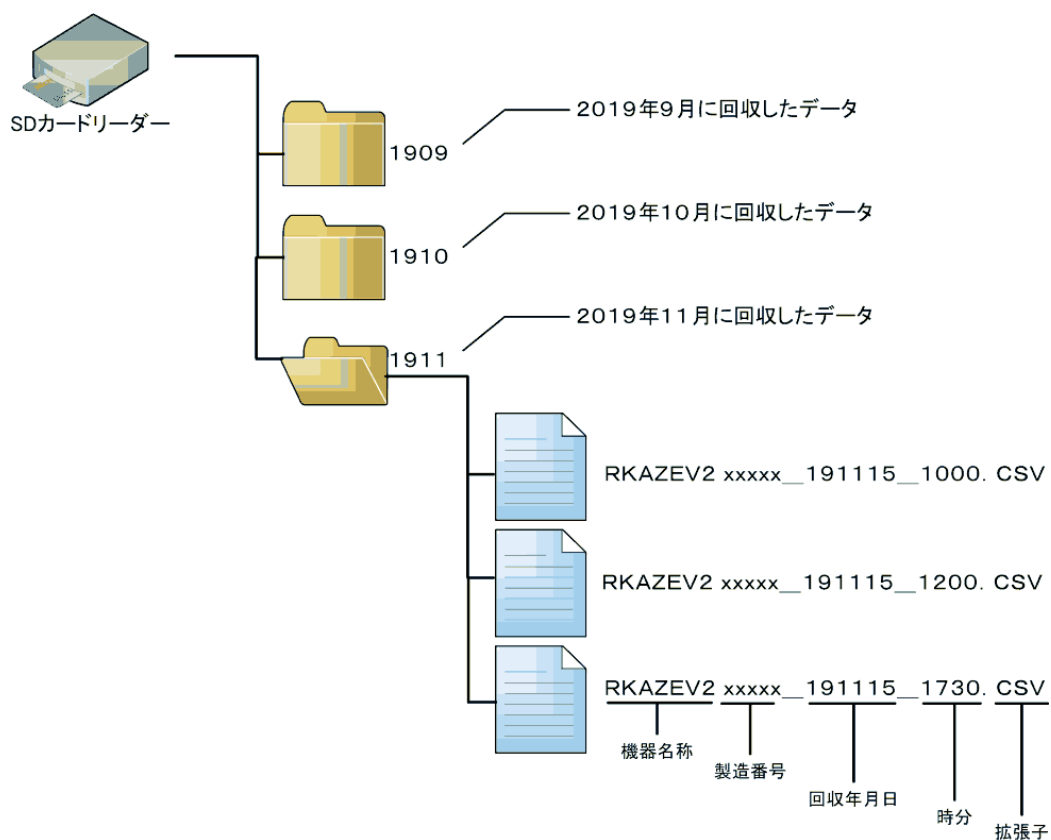 SDカードリーダー
1909
2019年9月に回収したデータ
1910
2019年10月に回収したデータ
1911
2019年11月に回収したデータ
RKAZEV2 xxxxx__191115__1000. CSV
RKAZEV2 xxxxx__191115__1200. CSV
RKAZEV2 xxxxx__191115__1730. CSV
機器名称
製造番号
回収年月日
時分
拡張子